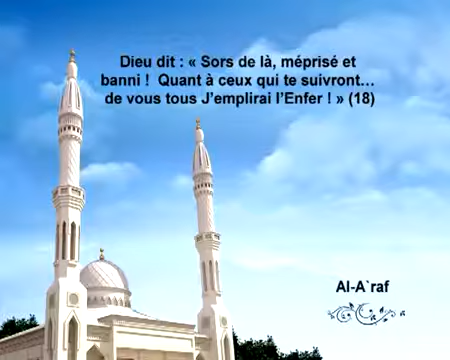 Dieu dit : « Sors de là, méprisé et
banni !  Quant à ceux qui te suivront…
de vous tous J’emplirai l’Enfer ! » (18)
Al-A`raf